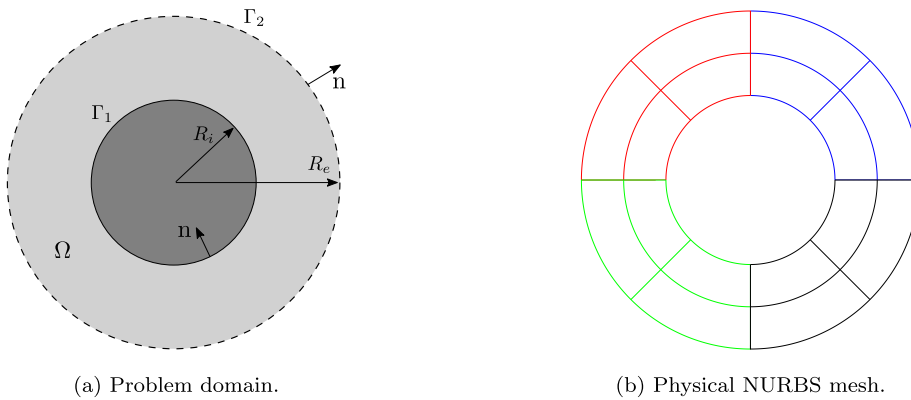 Γ₂
n
Γ₁
Rᵢ
Rₑ
n
Ω
(a) Problem domain.
(b) Physical NURBS mesh.